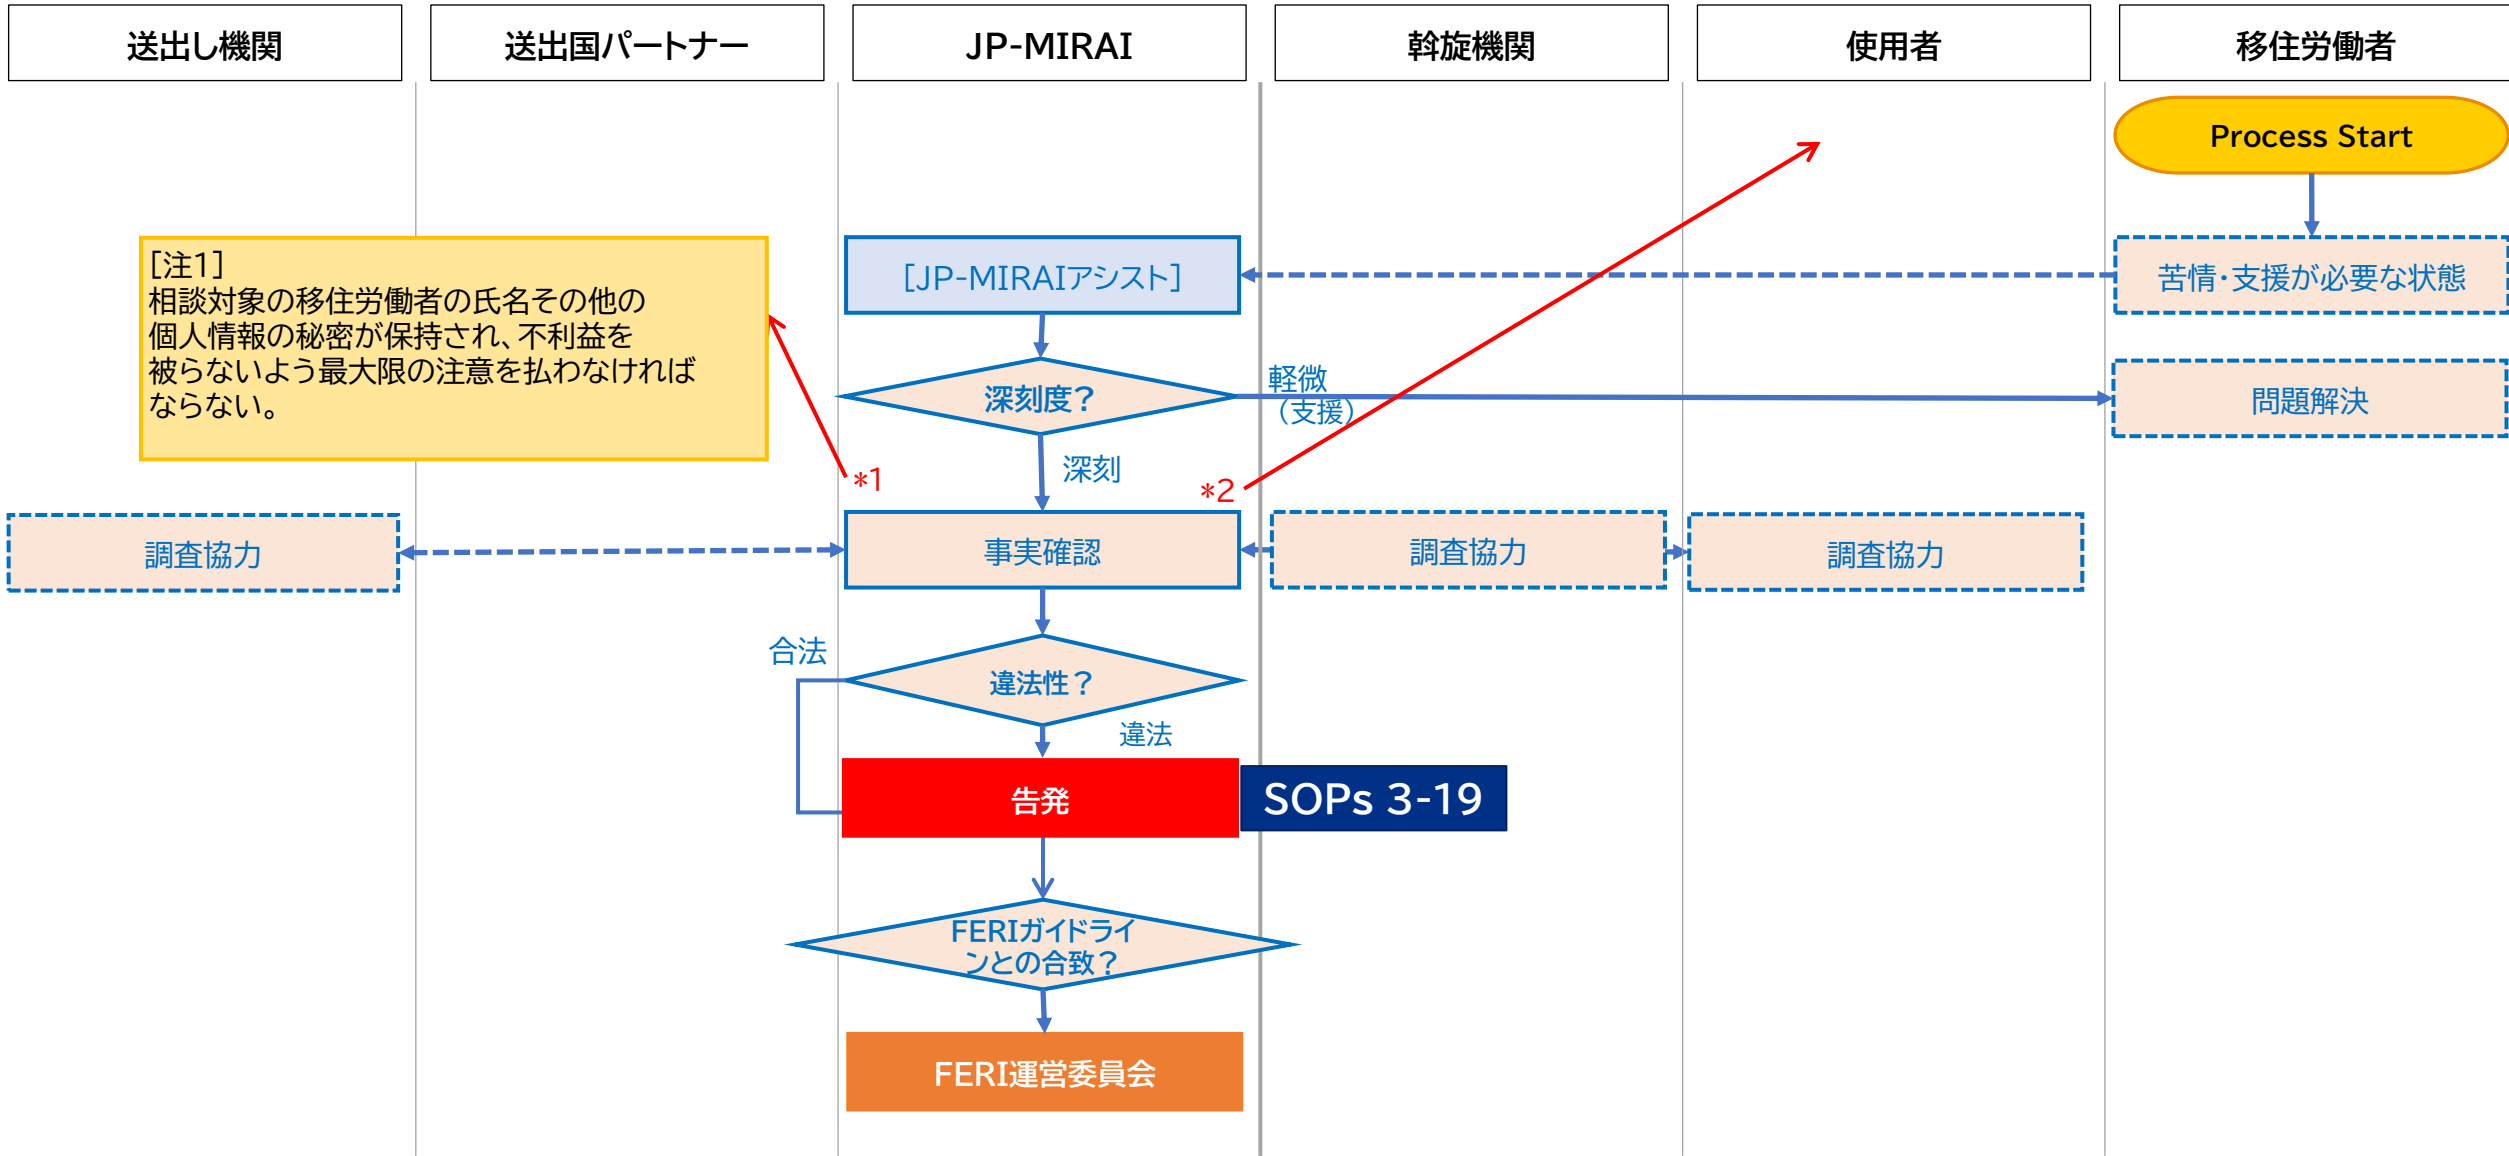 送出し機関
送出国パートナー
JP-MIRAI
斡旋機関
使用者
移住労働者
Process Start
[注1]
相談対象の移住労働者の氏名その他の
個人情報の秘密が保持され、不利益を
被らないよう最大限の注意を払わなければ
ならない。
[JP-MIRAIアシスト]
苦情・支援が必要な状態
深刻度?
軽微
(支援)
問題解決
深刻
*1
*2
調査協力
事実確認
調査協力
調査協力
合法
違法性?
違法
告発
SOPs 3-19
FERIガイドライ
ンとの合致?
FERI運営委員会